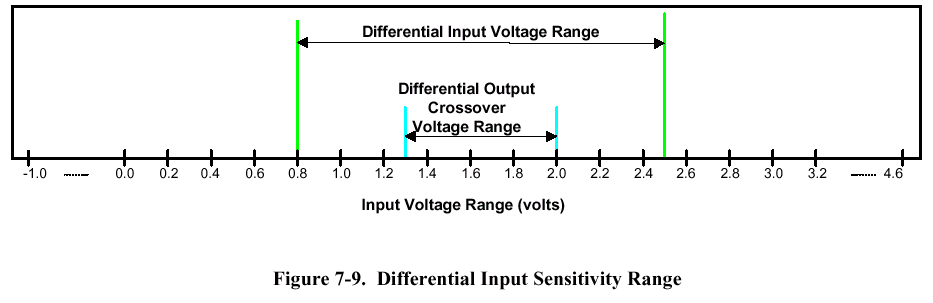 Differential Input Voltage Range
Differential Output
Crossover
Voltage Range
-1.0 ........ 0.0 0.2 0.4 0.6 0.8 1.0 1.2 1.4 1.6 1.8 2.0 2.2 2.4 2.6 2.8 3.0 3.2 ........ 4.6
Input Voltage Range (volts)
Figure 7-9. Differential Input Sensitivity Range